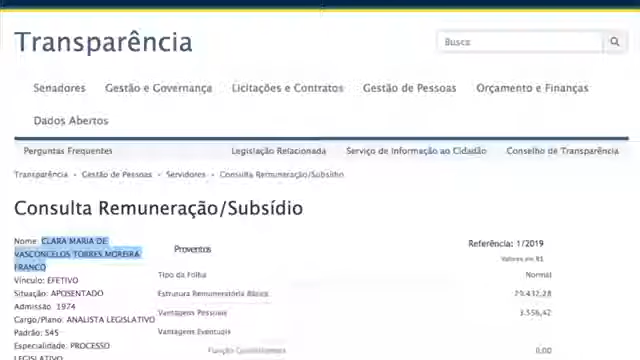 Transparência
Busca
Senadores Gestão e Governança Licitações e Contratos Gestão de Pessoas Orçamento e Finanças
Dados Abertos
Perguntas Frequentes Legislação Relacionada Serviço de Informação ao Cidadão Conselho de Transparência
Transparência Gestão de Pessoas Servidores Consulta Remuneração/Subsídio
Consulta Remuneração/Subsídio
Nome: CLARA MARIA DE
VASCONCELOS TORRES MOREIRA
FRANCO
Vínculo: EFETIVO
Situação: APOSENTADO
Admissão: 1974
Cargo/Plano: ANALISTA LEGISLATIVO
Padrão: S45
Especialidade: PROCESSO
LEGISLATIVO
Proventos Referência: 1/2019
Valores em R$
Tipo da Folha Normal
Estrutura Remuneratória Básica
Vantagens Pessoais 3.556,42
Vantagens Eventuais
Função Comissionada 0,00